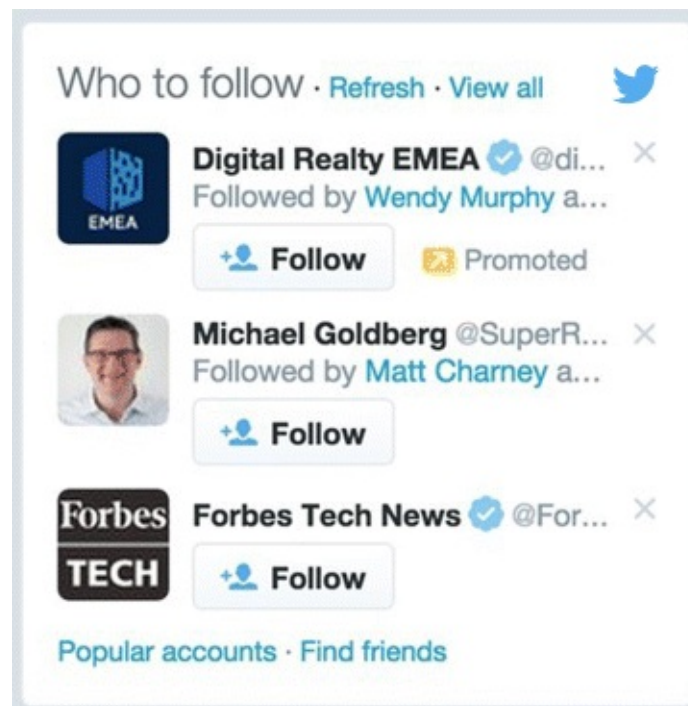 Who to follow · Refresh · View all
EMEA
Digital Realty EMEA @di...
Followed by Wendy Murphy a...
Follow Promoted
Michael Goldberg @SuperR...
Followed by Matt Charney a...
Follow
Forbes
TECH
Forbes Tech News @For...
Follow
Popular accounts · Find friends